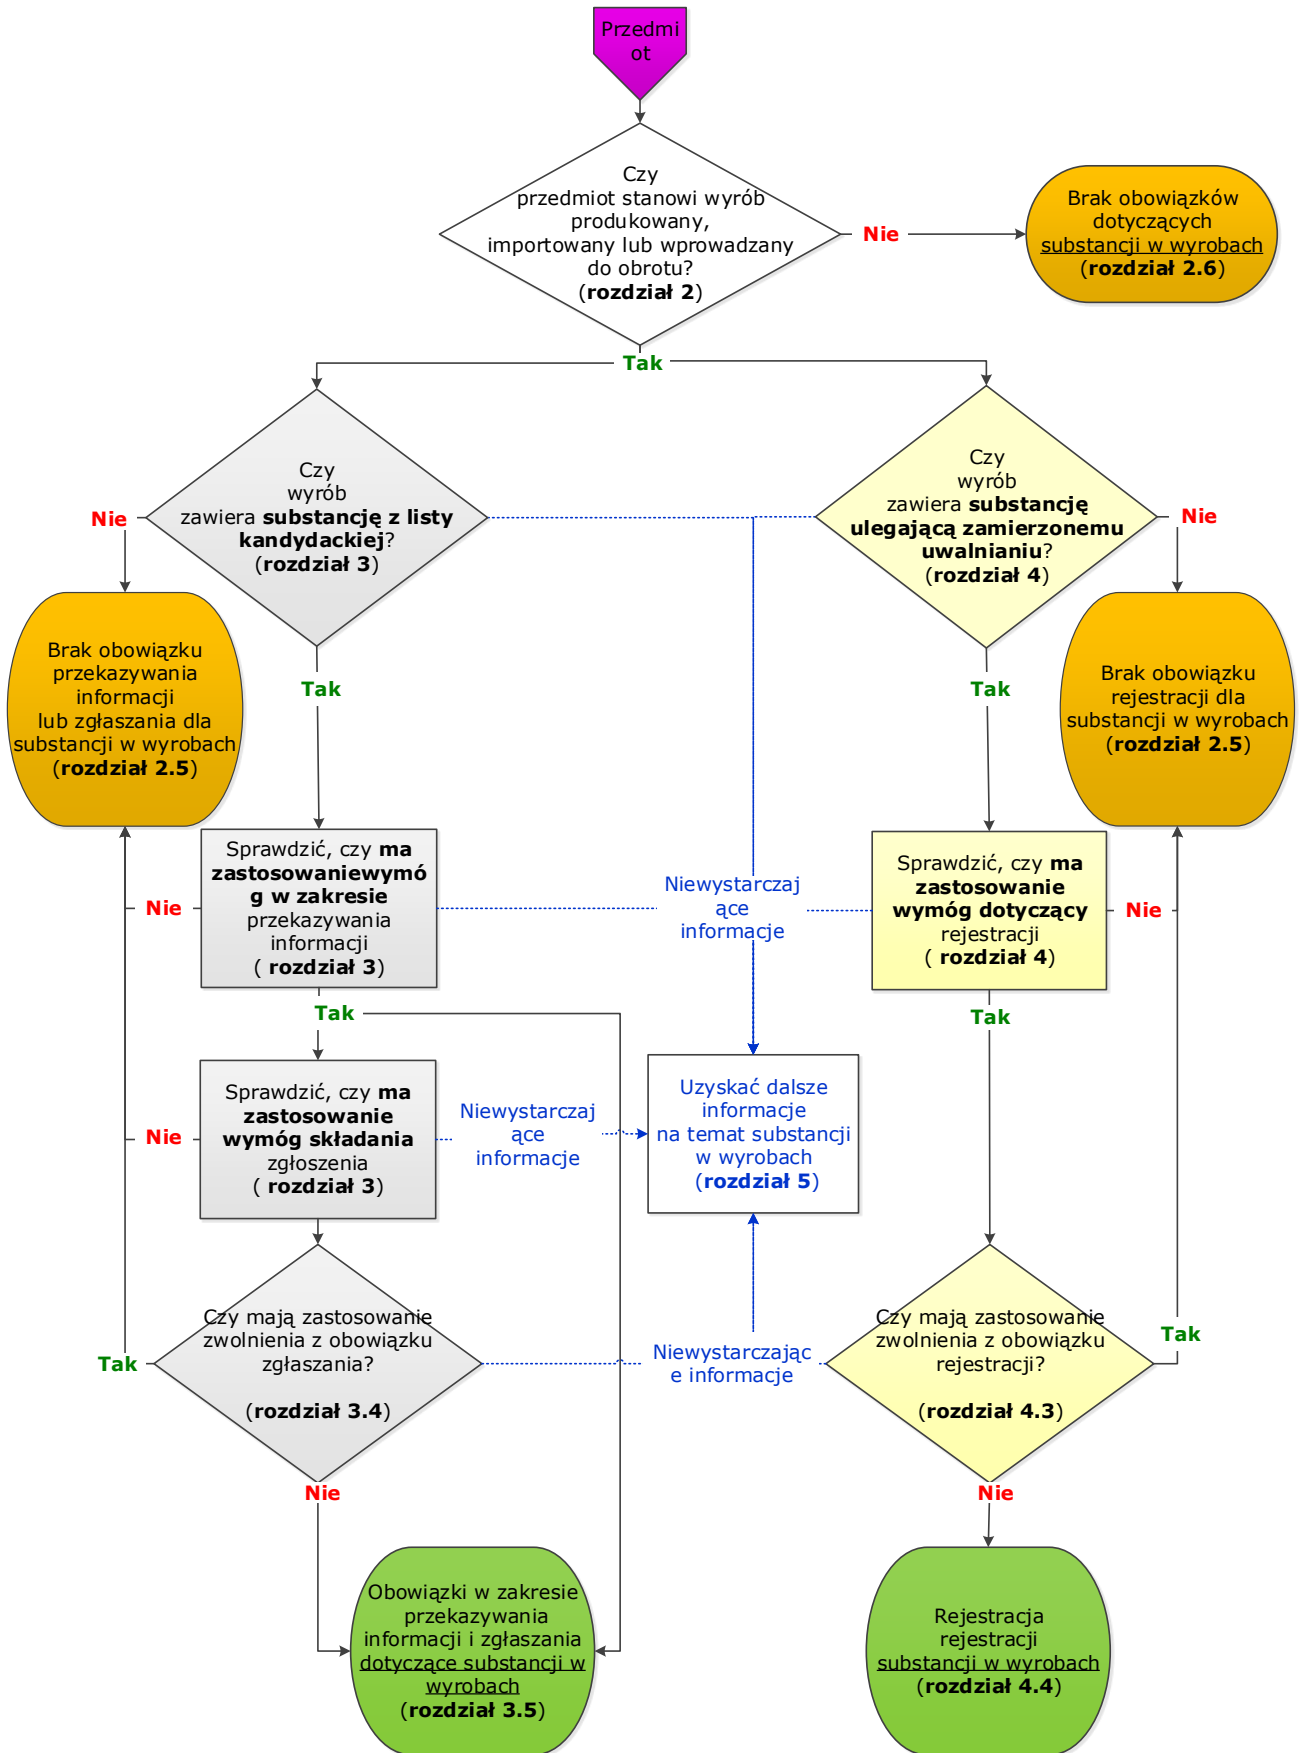 Przedmi
ot
Czy
przedmiot stanowi wyrób
produkowany,
importowany lub wprowadzany
do obrotu?
(rozdział 2)
Nie
Brak obowiązków
dotyczących
substancji w wyrobach
(rozdział 2.6)
Tak
Czy
wyrób
zawiera substancję z listy
kandydackiej?
(rozdział 3)
Nie
Czy
wyrób
zawiera substancję
ulegającą zamierzonemu
uwalnianiu?
(rozdział 4)
Nie
Brak obowiązku
przekazywania
informacji
lub zgłaszania dla
substancji w wyrobach
(rozdział 2.5)
Tak
Tak
Brak obowiązku
rejestracji dla
substancji w wyrobach
(rozdział 2.5)
Sprawdzić, czy ma
zastosowaniewymó
g w zakresie
przekazywania
informacji
( rozdział 3)
Nie
Niewystarczaj
ące
informacje
Sprawdzić, czy ma
zastosowanie
wymóg dotyczący
rejestracji
( rozdział 4)
Nie
Tak
Tak
Sprawdzić, czy ma
zastosowanie
wymóg składania
zgłoszenia
( rozdział 3)
Nie
Niewystarczaj
ące
informacje
Uzyskać dalsze
informacje
na temat substancji
w wyrobach
(rozdział 5)
Czy mają zastosowanie
zwolnienia z obowiązku
zgłaszania?
(rozdział 3.4)
Tak
Niewystarczając
e informacje
Czy mają zastosowanie
zwolnienia z obowiązku
rejestracji?
(rozdział 4.3)
Tak
Nie
Nie
Obowiązki w zakresie
przekazywania
informacji i zgłaszania
dotyczące substancji w
wyrobach
(rozdział 3.5)
Rejestracja
rejestracji
substancji w wyrobach
(rozdział 4.4)